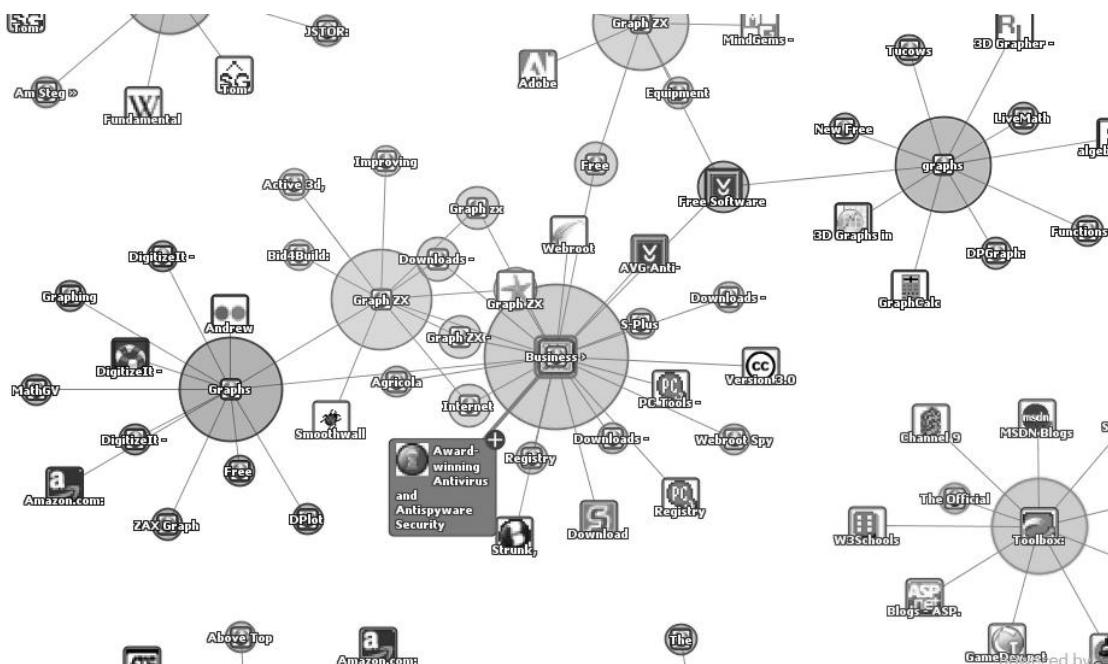 Tom
JSTOR:
Graph ZX
MindGems -
3D Grapher -
Tucows
Adobe
Am Steg »
Tom
Equipment
Fundamental
New Free
LiveMath
Improving
Free
graphs
Active 3d,
Free Software
Graph zx
3D Graphs in
Functions
Webroot
DigitizeIt -
Bid4Build:
Downloads -
AVG Anti-
DPGraph:
Graphing
Graph ZX
Graph ZX
Downloads -
GraphCalc
Andrew
S-Plus
Graph ZX -
DigitizeIt -
Business ›
Version 3.0
MathGV
Graphs
Agricola
PC Tools -
Internet
Smoothwall
DigitizeIt -
Downloads -
Webroot Spy
Channel 9
MSDN Blogs
Award-
winning
Antivirus
and
Antispyware
Security
Registry
Free
Amazon.com:
The Official
Registry
ZAX Graph
DPlot
Download
W3Schools
Toolbox:
Strunk,
Blogs - ASP.
Above Top
The
Amazon.com:
GameDev.net